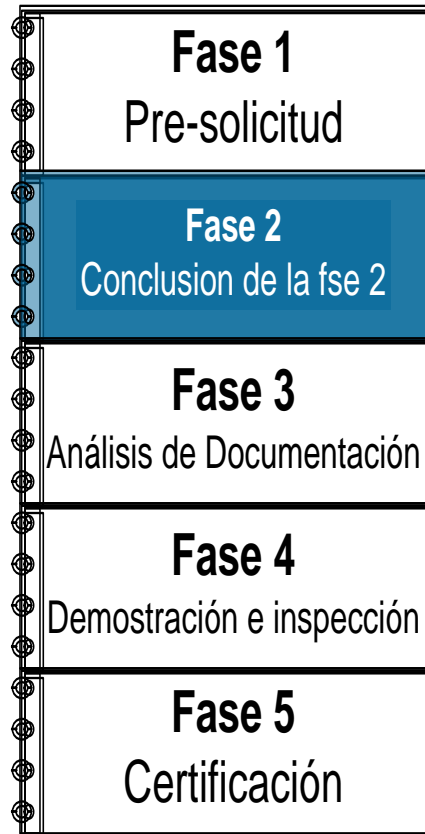 Fase 1
Pre-solicitud
Fase 2
Conclusion de la fse 2
Fase 3
Análisis de Documentación
Fase 4
Demostración e inspección
Fase 5
Certificación